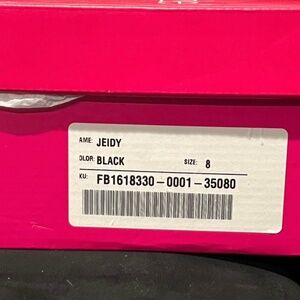 AME: JEIDY
OLOR: BLACK SIZE: 8
KU: FB1618330-0001-35080